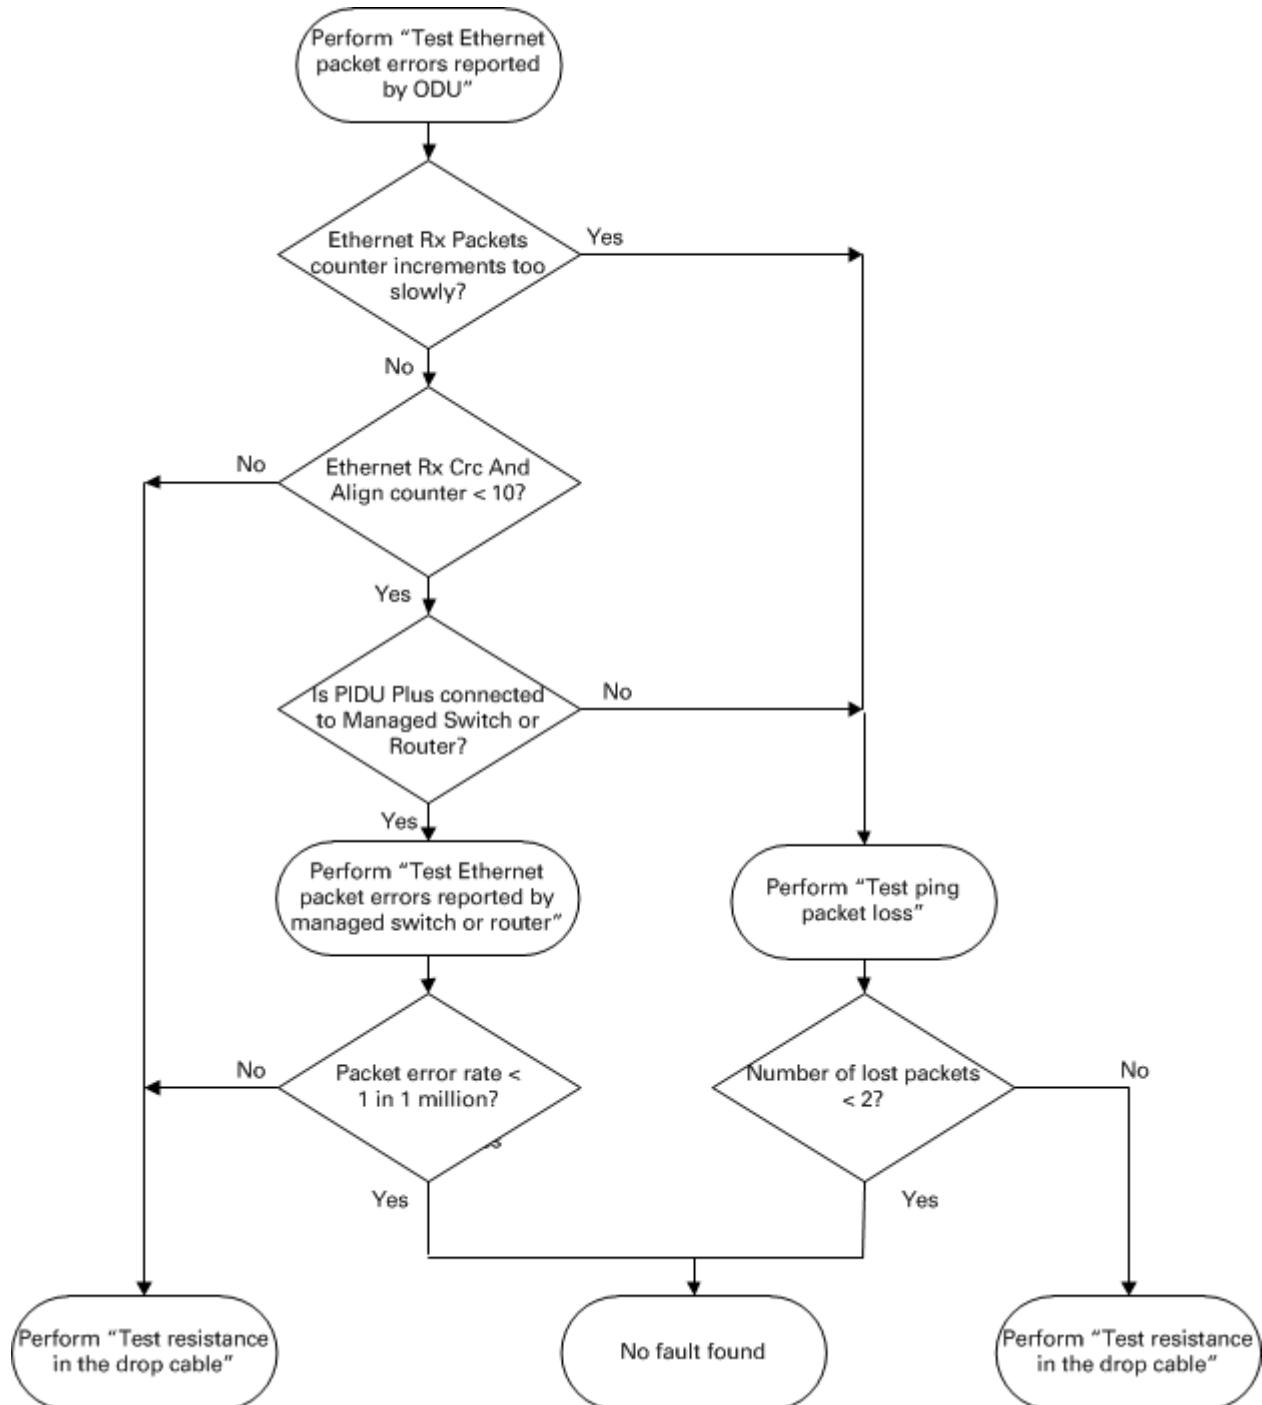 Perform “Test Ethernet
packet errors reported
by ODU”
Ethernet Rx Packets
counter increments too
slowly?
Yes
No
Ethernet Rx Crc And
Align counter < 10?
No
Yes
Is PIDU Plus connected
to Managed Switch or
Router?
No
Yes
Perform “Test Ethernet
packet errors reported by
managed switch or router”
Perform “Test ping
packet loss”
Packet error rate <
1 in 1 million?
No
Yes
Number of lost packets
< 2?
No
Yes
Perform “Test resistance
in the drop cable”
No fault found
Perform “Test resistance
in the drop cable”